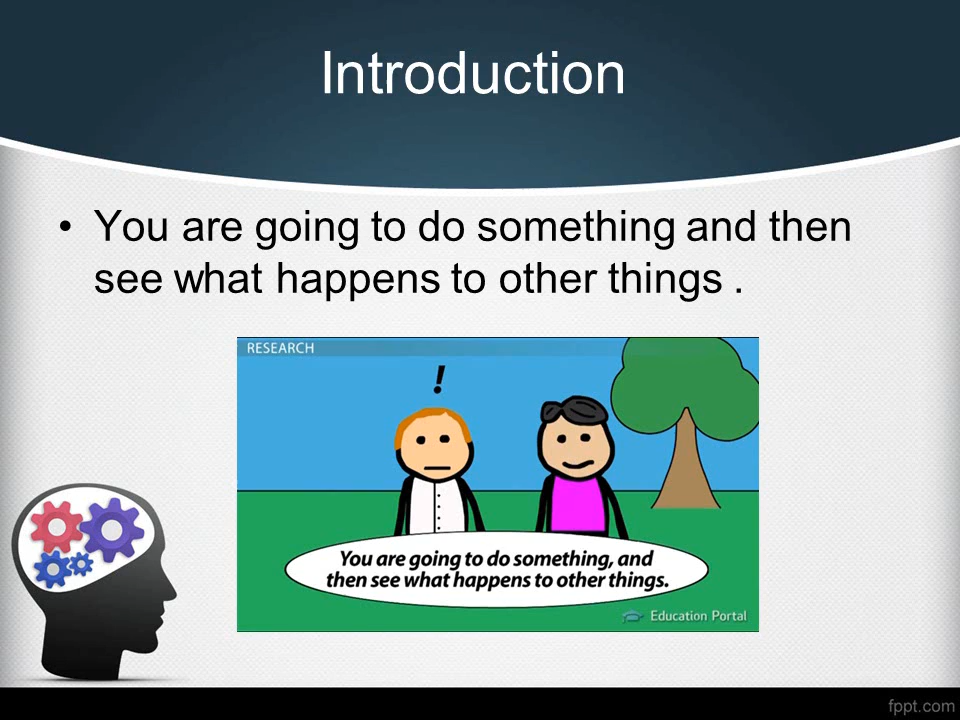 Introduction
• You are going to do something and then
see what happens to other things .
RESEARCH
!
You are going to do something, and
then see what happens to other things.
Education Portal
fppt.com